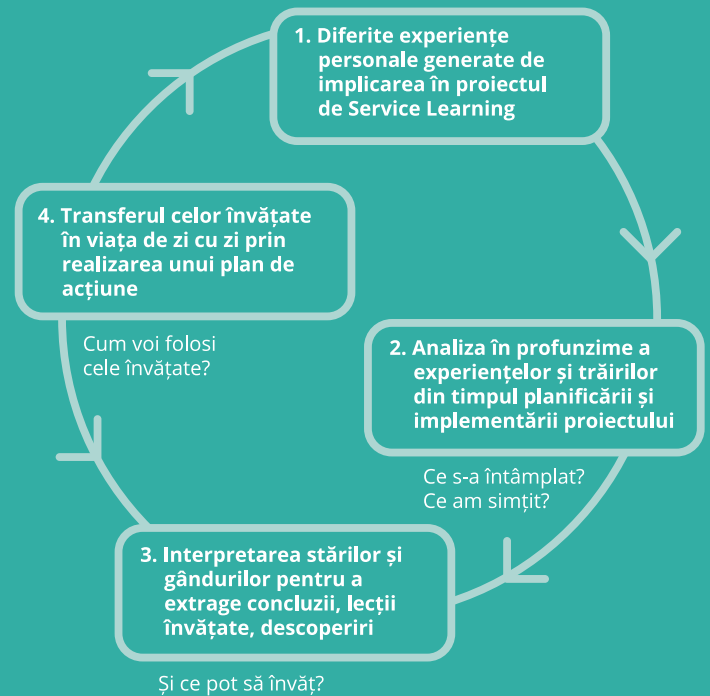 1. Diferite experiențe
personale generate de
implicarea în proiectul
de Service Learning
2. Analiza în profunzime a
experiențelor și trăirilor
din timpul planificării și
implementării proiectului
Ce s-a întâmplat?
Ce am simțit?
3. Interpretarea stărilor și
gândurilor pentru a
extrage concluzii, lecții
învățate, descoperiri
Și ce pot să învăț?
4. Transferul celor învățate
în viața de zi cu zi prin
realizarea unui plan de
acțiune
Cum voi folosi
cele învățate?